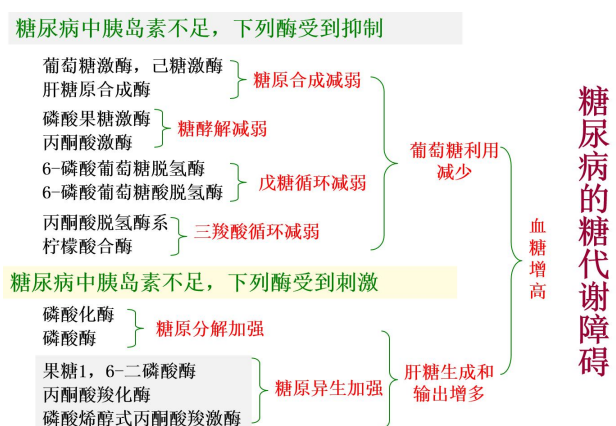 糖尿病中胰岛素不足，下列酶受到抑制
葡萄糖激酶，己糖激酶
肝糖原合成酶
糖原合成减弱
磷酸果糖激酶
丙酮酸激酶
糖酵解减弱
6-磷酸葡萄糖脱氢酶
6-磷酸葡萄糖酸脱氢酶
戊糖循环减弱
丙酮酸脱氢酶系
柠檬酸合酶
三羧酸循环减弱
葡萄糖利用
减少
糖尿病中胰岛素不足，下列酶受到刺激
磷酸化酶
磷酸酶
糖原分解加强
果糖1，6-二磷酸酶
丙酮酸羧化酶
磷酸烯醇式丙酮酸羧激酶
糖原异生加强
肝糖生成和
输出增多
血糖增高
糖尿病的糖代谢障碍